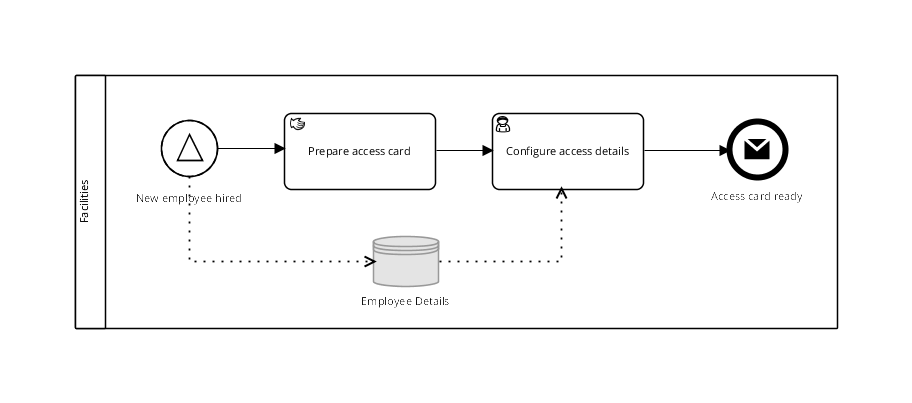 Facilities
New employee hired
Prepare access card
Configure access details
Access card ready
Employee Details